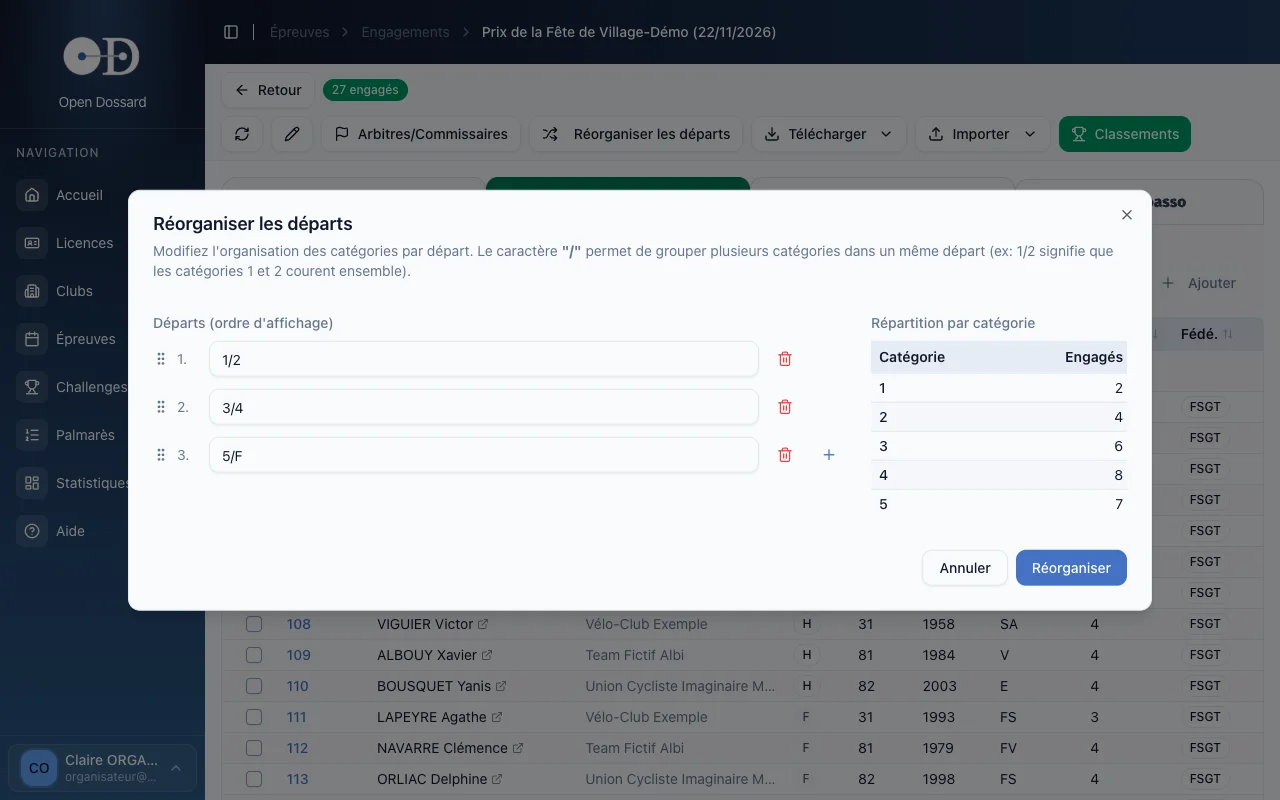 Épreuves > Engagements > Prix de la Fête de Village-Démo (22/11/2026)
Open Dossard
NAVIGATION
Accueil
Licences
Clubs
Épreuves
Challenges
Palmarès
Statistiques
Aide
CO
Claire ORGA...
organisateur@...
Retour
27 engagés
Arbitres/Commissaires
Réorganiser les départs
Télécharger
Importer
Classements
asso
Ajouter
Fédé.
Réorganiser les départs
Modifiez l'organisation des catégories par départ. Le caractère "/" permet de grouper plusieurs catégories dans un même départ (ex: 1/2 signifie que
les catégories 1 et 2 courent ensemble).
Départs (ordre d'affichage)
1. 1/2
2. 3/4
3. 5/F
Répartition par catégorie
Catégorie Engagés
1 2
2 4
3 6
4 8
5 7
Annuler
Réorganiser
FSGT
FSGT
FSGT
FSGT
FSGT
FSGT
FSGT
108 VIGUIER Victor Vélo-Club Exemple H 31 1958 SA 4 FSGT
109 ALBOUY Xavier Team Fictif Albi H 81 1984 V 4 FSGT
110 BOUSQUET Yanis Union Cycliste Imaginaire M... H 82 2003 E 4 FSGT
111 LAPEYRE Agathe Vélo-Club Exemple F 31 1993 FS 3 FSGT
112 NAVARRE Clémence Team Fictif Albi F 81 1979 FV 4 FSGT
113 ORLIAC Delphine Union Cycliste Imaginaire M... F 82 1998 FS 4 FSGT